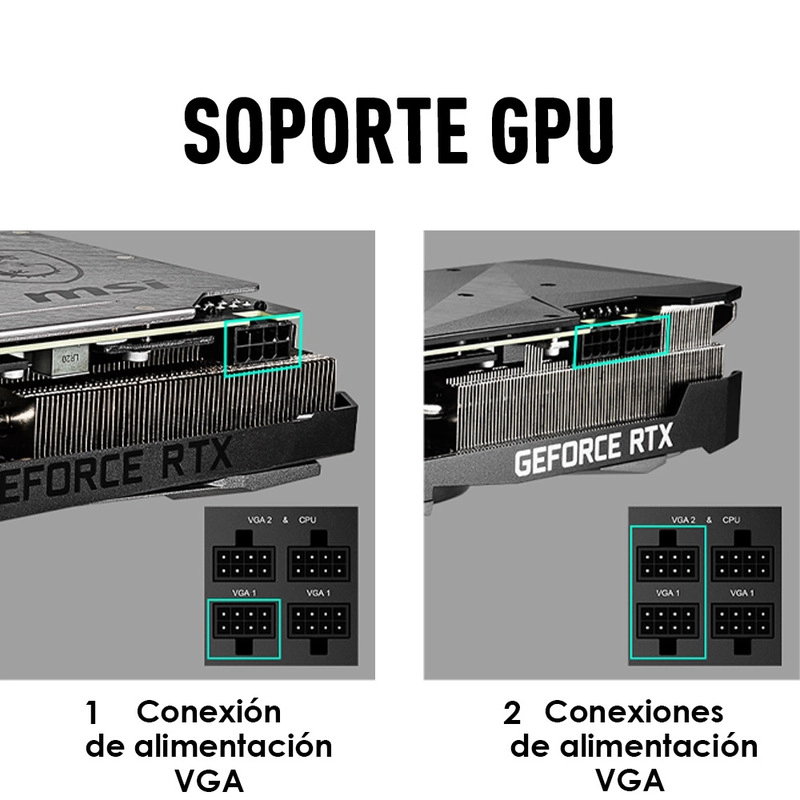 SOPORTE GPU
msi
LR20
GEFORCE RTX
GEFORCE RTX
VGA 2 & CPU
VGA 1 VGA 1
VGA 2 & CPU
VGA 1 VGA 1
1 Conexión
de alimentación
VGA
2 Conexiones
de alimentación
VGA